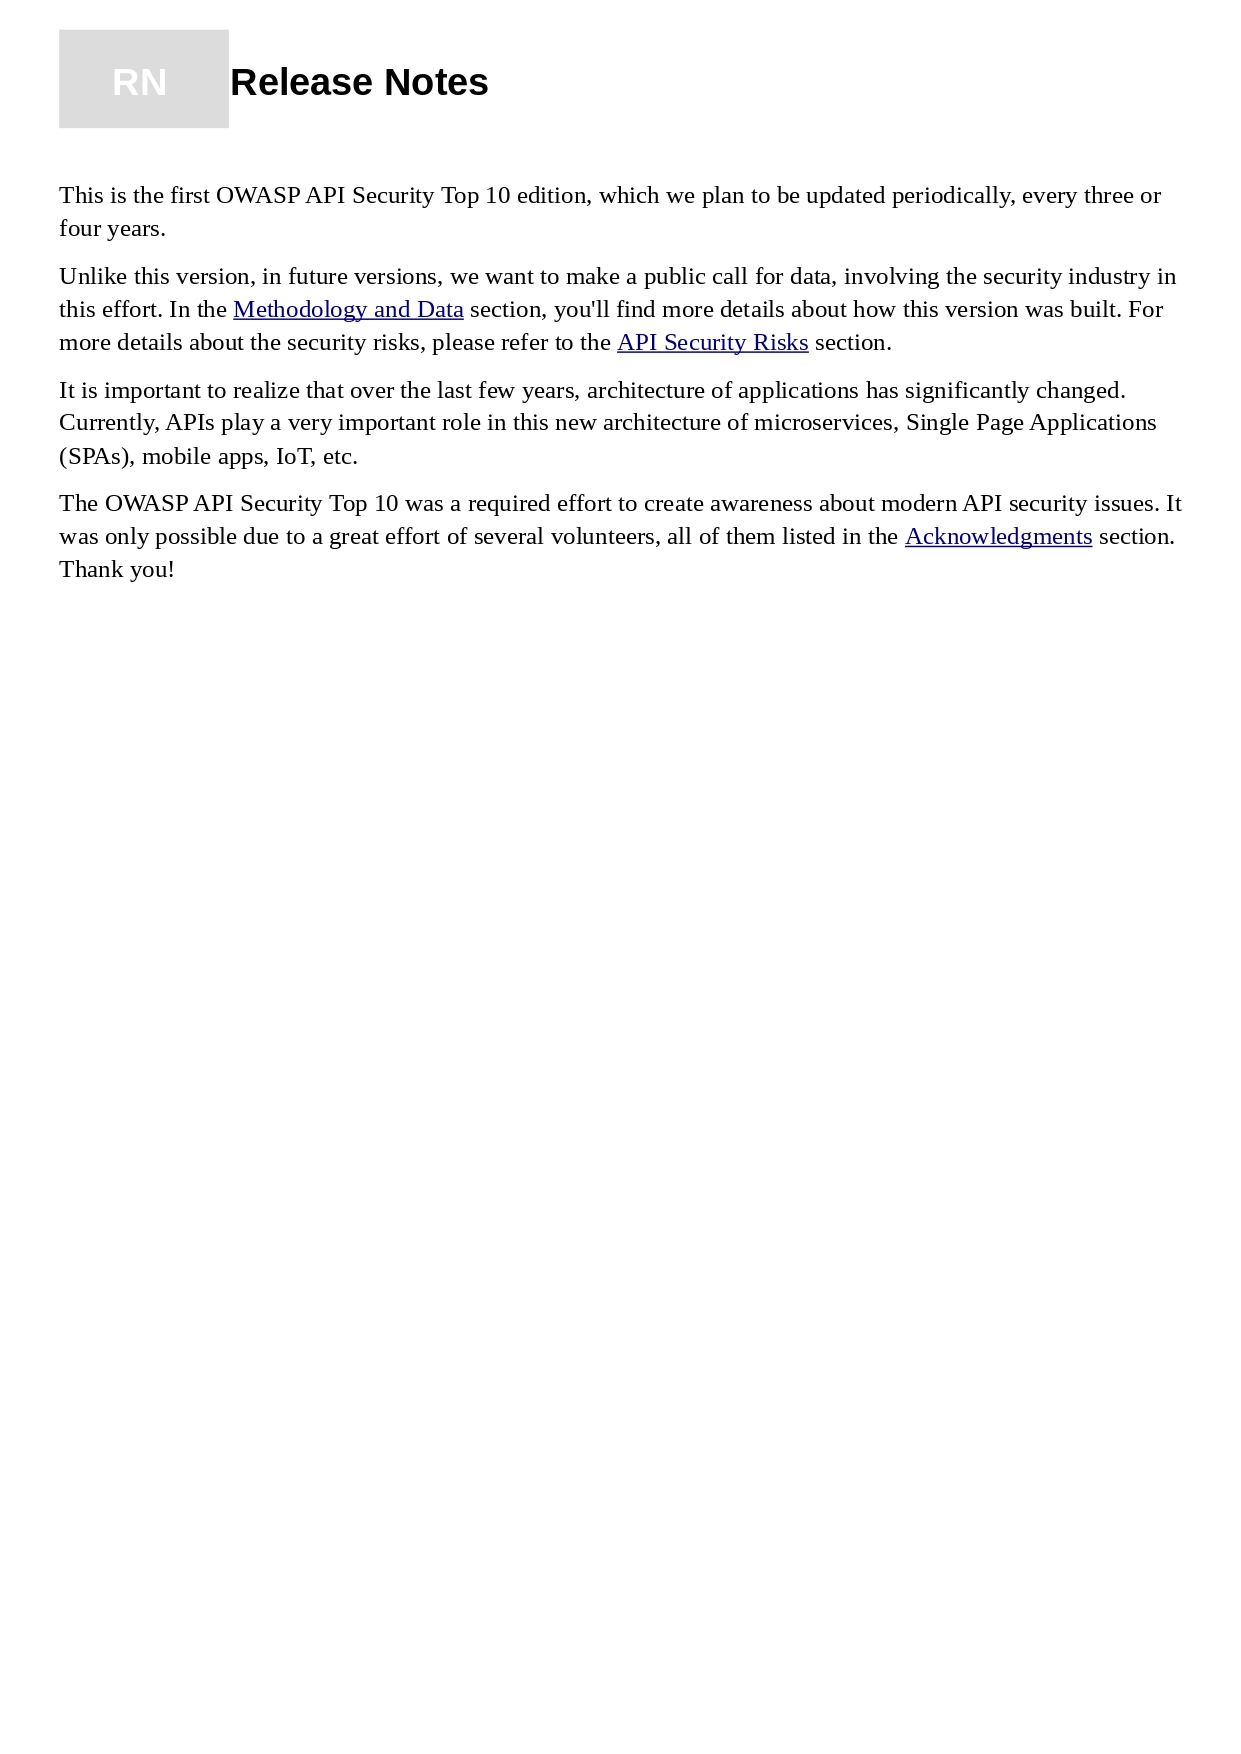 RN Release Notes
This is the first OWASP API Security Top 10 edition, which we plan to be updated periodically, every three or
four years.
Unlike this version, in future versions, we want to make a public call for data, involving the security industry in
this effort. In the Methodology and Data section, you'll find more details about how this version was built. For
more details about the security risks, please refer to the API Security Risks section.
It is important to realize that over the last few years, architecture of applications has significantly changed.
Currently, APIs play a very important role in this new architecture of microservices, Single Page Applications
(SPAs), mobile apps, IoT, etc.
The OWASP API Security Top 10 was a required effort to create awareness about modern API security issues. It
was only possible due to a great effort of several volunteers, all of them listed in the Acknowledgments section.
Thank you!